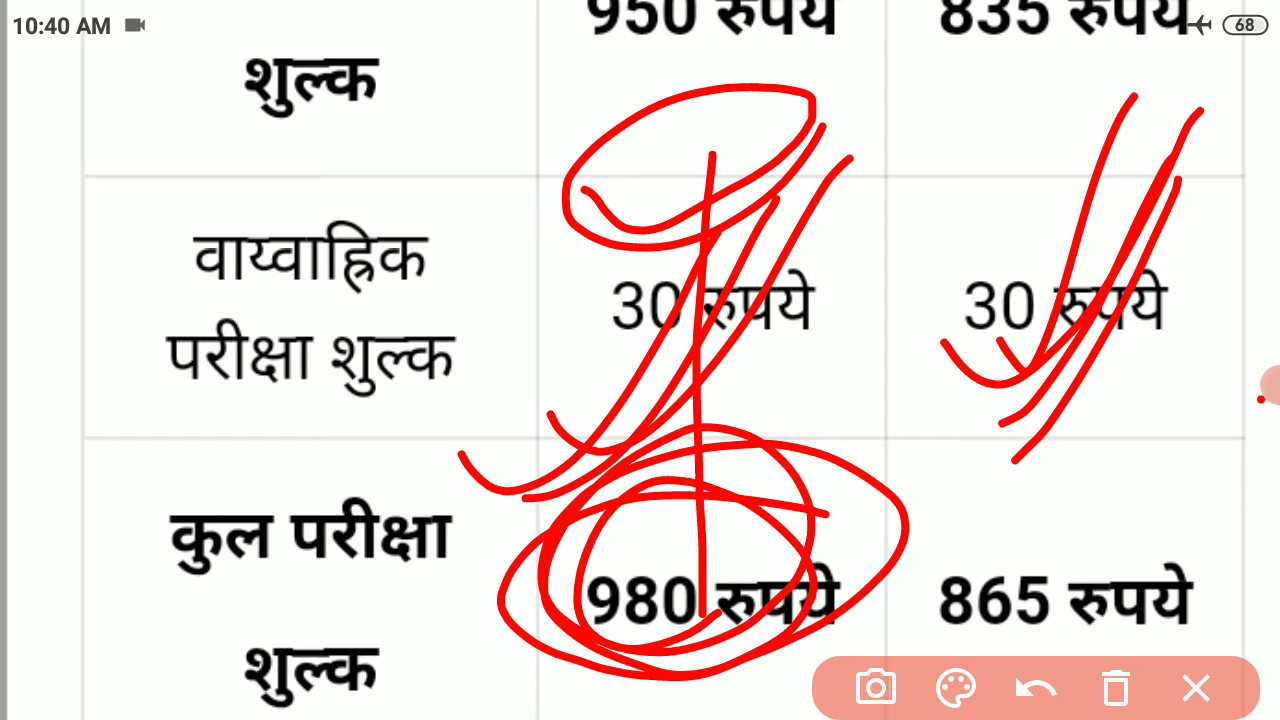 10:40 AM 68
950 रुपये 835 रुपये
शुल्क
वाय्वाह्रिक
परीक्षा शुल्क
30 रुपये 30 रुपये
कुल परीक्षा
शुल्क
980 रुपये 865 रुपये